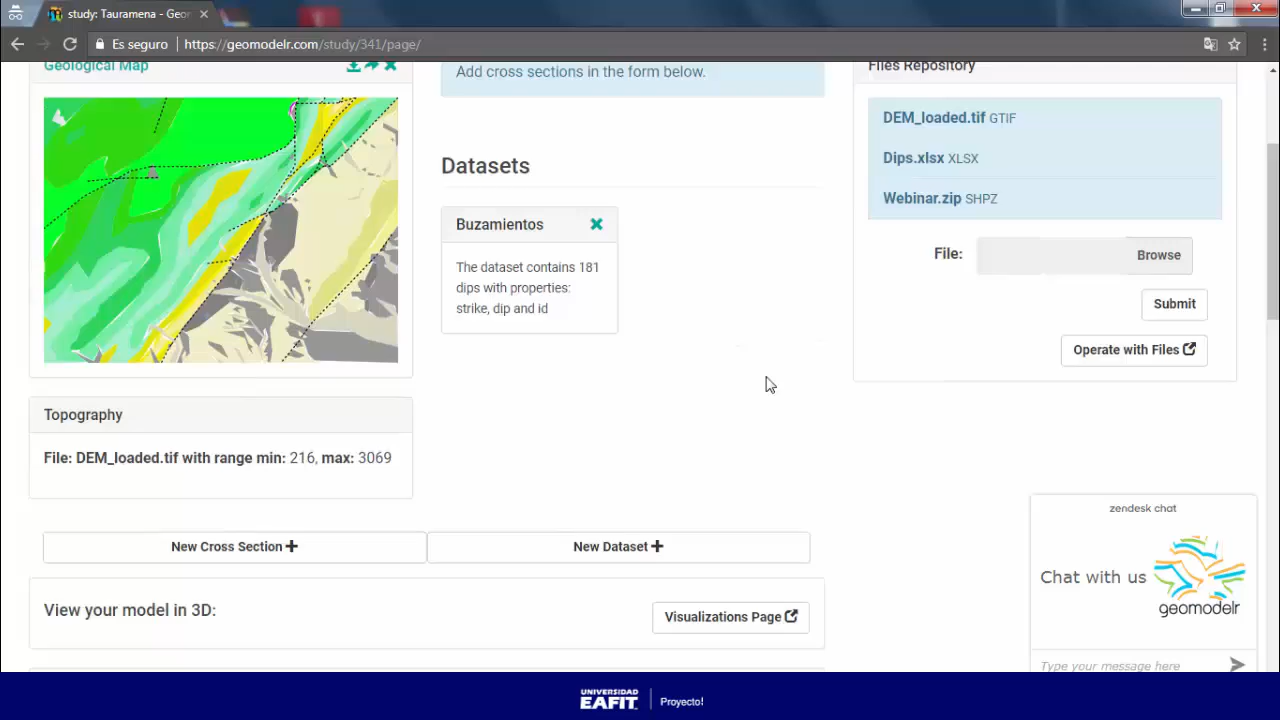 study: Tauramena - Geor
Es seguro
https://geomodelr.com/study/341/page/
Geological Map
Add cross sections in the form below.
Datasets
Buzamientos
The dataset contains 181
dips with properties:
strike, dip and id
Topography
File: DEM_loaded.tif with range min: 216, max: 3069
New Cross Section
New Dataset
View your model in 3D:
Visualizations Page
Files Repository
DEM_loaded.tif GTIF
Dips.xlsx XLSX
Webinar.zip SHPZ
File:
Browse
Submit
Operate with Files
zendesk chat
Chat with us
geomodelr
Type your message here
UNIVERSIDAD
EAFIT
Proyecto!